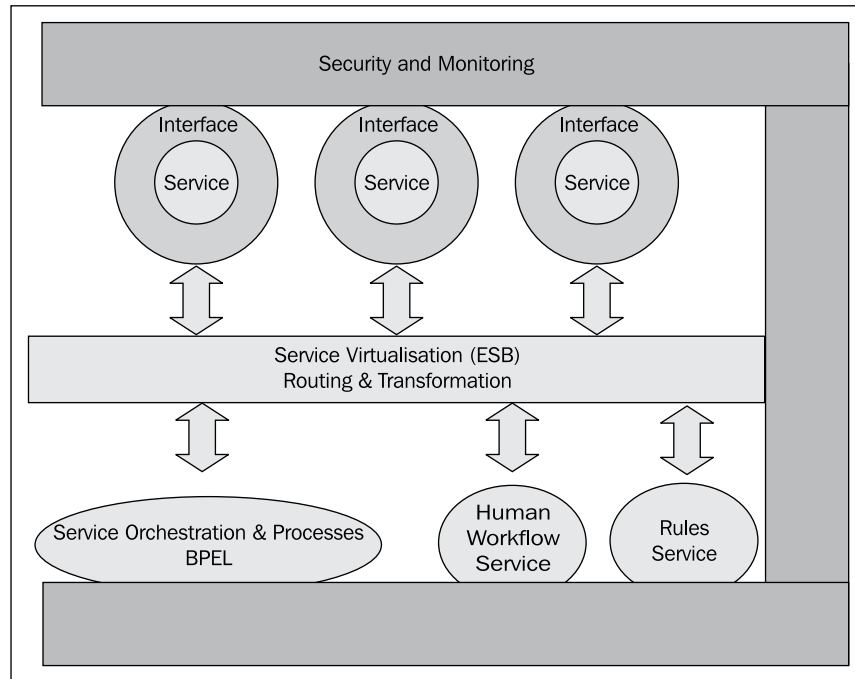 Security and Monitoring
Interface
Interface
Interface
Service
Service
Service
Service Virtualisation (ESB)
Routing & Transformation
Service Orchestration & Processes
BPEL
Human
Workflow
Service
Rules
Service